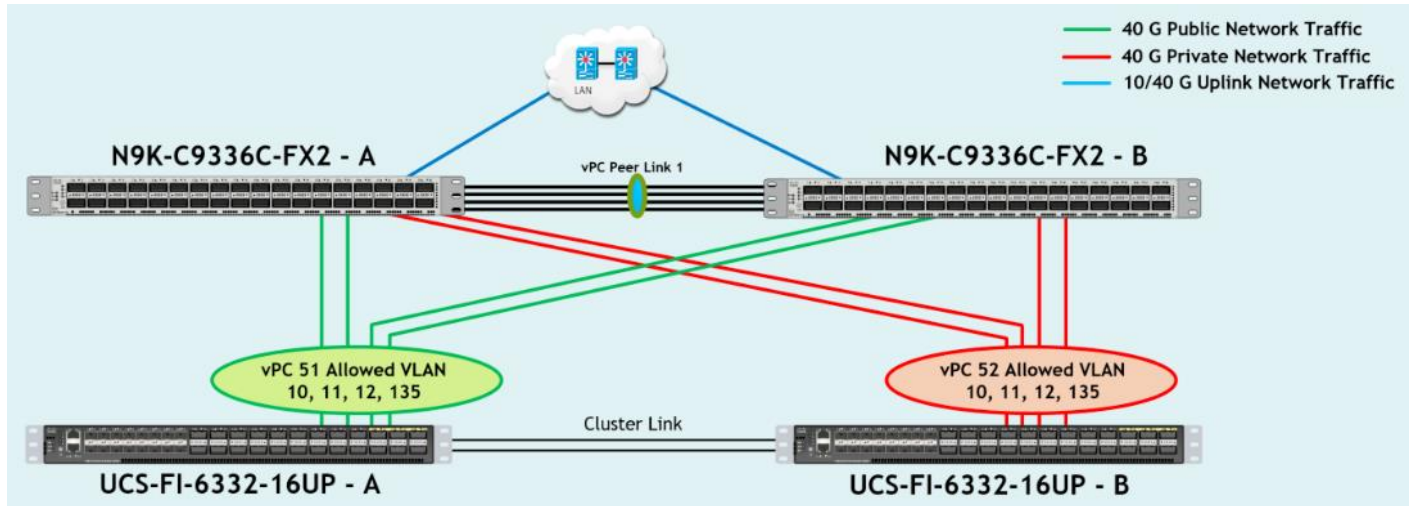 40 G Public Network Traffic
40 G Private Network Traffic
10/40 G Uplink Network Traffic
LAN
N9K-C9336C-FX2 - A
vPC Peer Link 1
N9K-C9336C-FX2 - B
vPC 51 Allowed VLAN
10, 11, 12, 135
vPC 52 Allowed VLAN
10, 11, 12, 135
Cluster Link
UCS-FI-6332-16UP - A
UCS-FI-6332-16UP - B